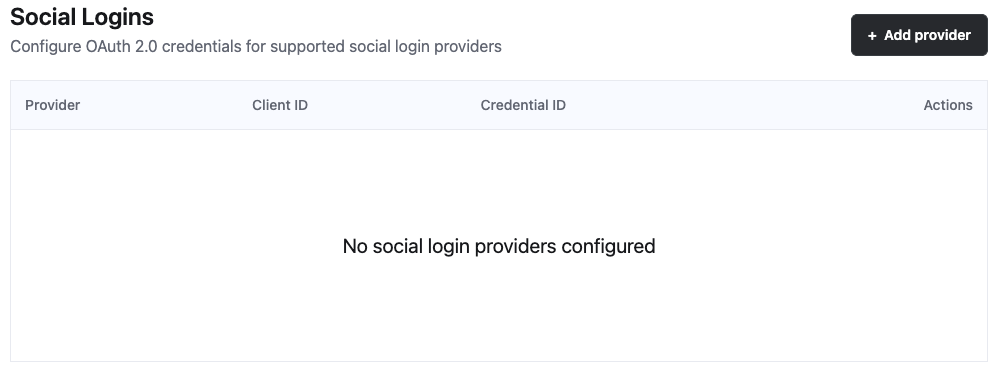 Social Logins
Configure OAuth 2.0 credentials for supported social login providers
+ Add provider
Provider Client ID Credential ID Actions
No social login providers configured